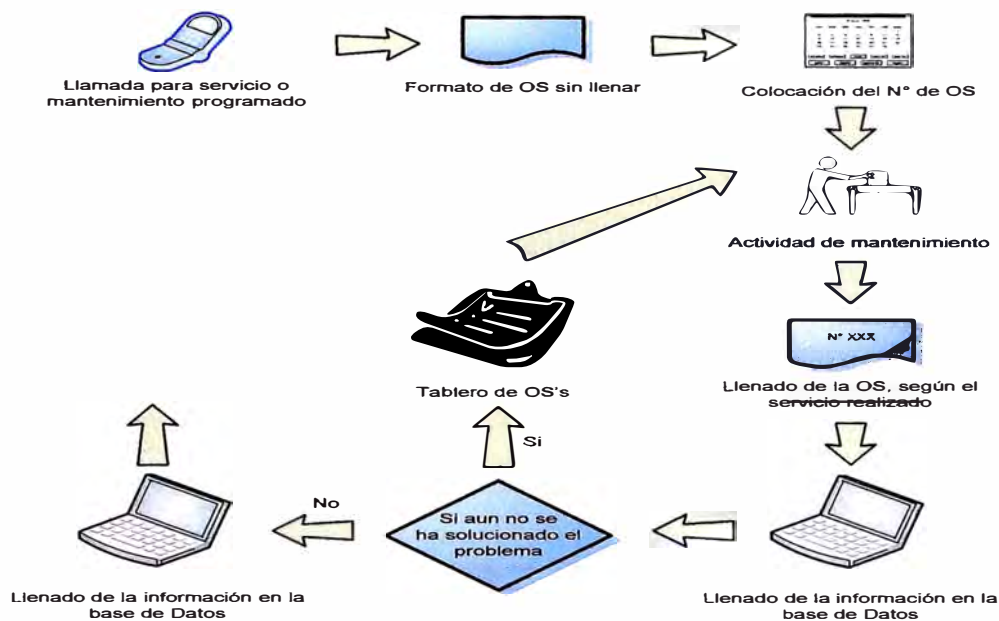 Llamada para servicio o
mantenimiento programado
Formato de OS sin llenar
Colocación del N° de OS
Actividad de mantenimiento
N° XXX
Llenado de la OS, según el
servicio realizado
Tablero de OS's
Si
No
Si aun no se
ha solucionado el
problema
Llenado de la información en la
base de Datos
Llenado de la información en la
base de Datos